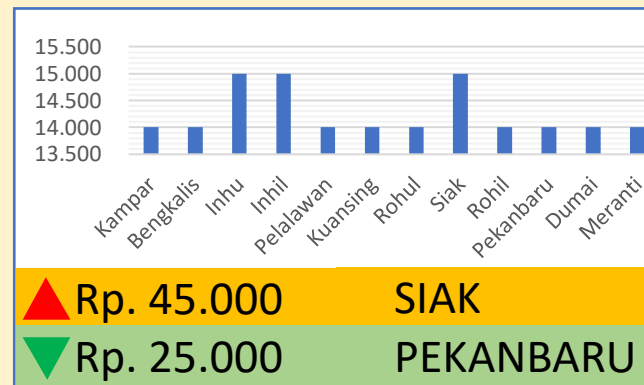 15.500
15.000
14.500
14.000
13.500
Kampar
Bengkalis
Inhu
Inhil
Pelalawan
Kuansing
Rohul
Siak
Rohil
Pekanbaru
Dumai
Meranti
Rp. 45.000 SIAK
Rp. 25.000 PEKANBARU